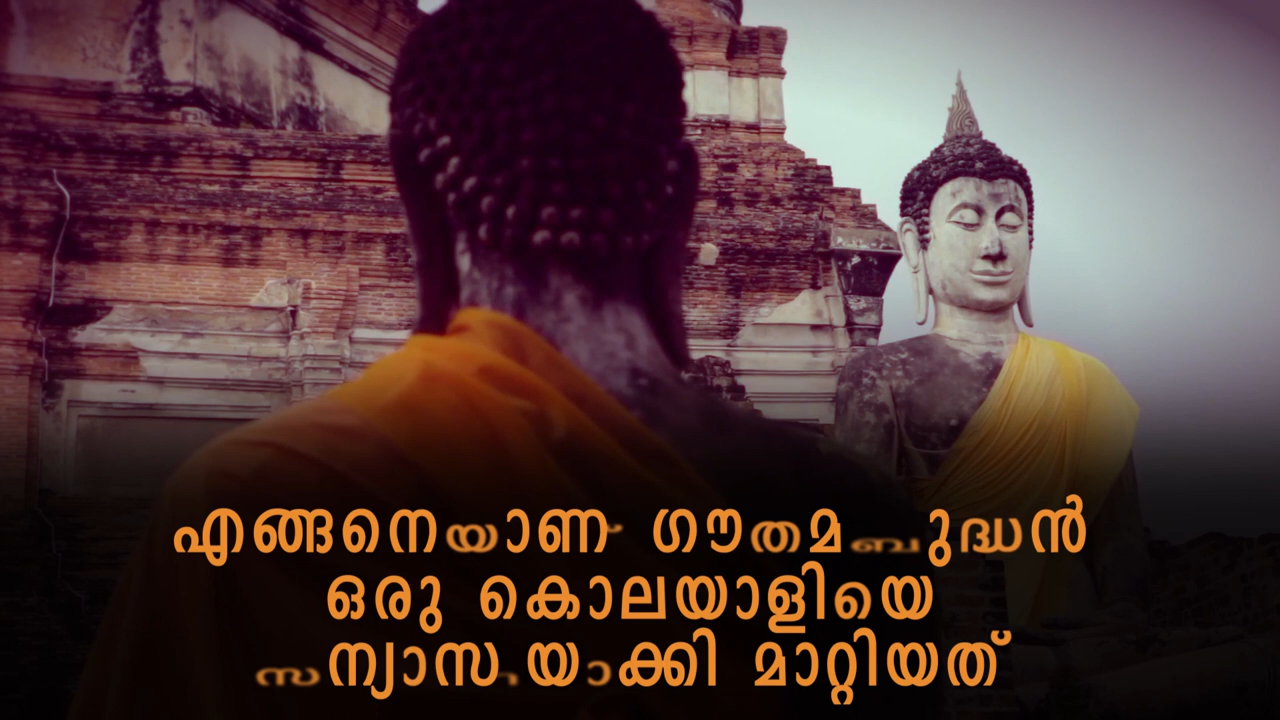 എങ്ങനെയാണ് ഗൗതമബുദ്ധൻ
ഒരു കൊലയാളിയെ
സന്യാസിയാക്കി മാറ്റിയത്